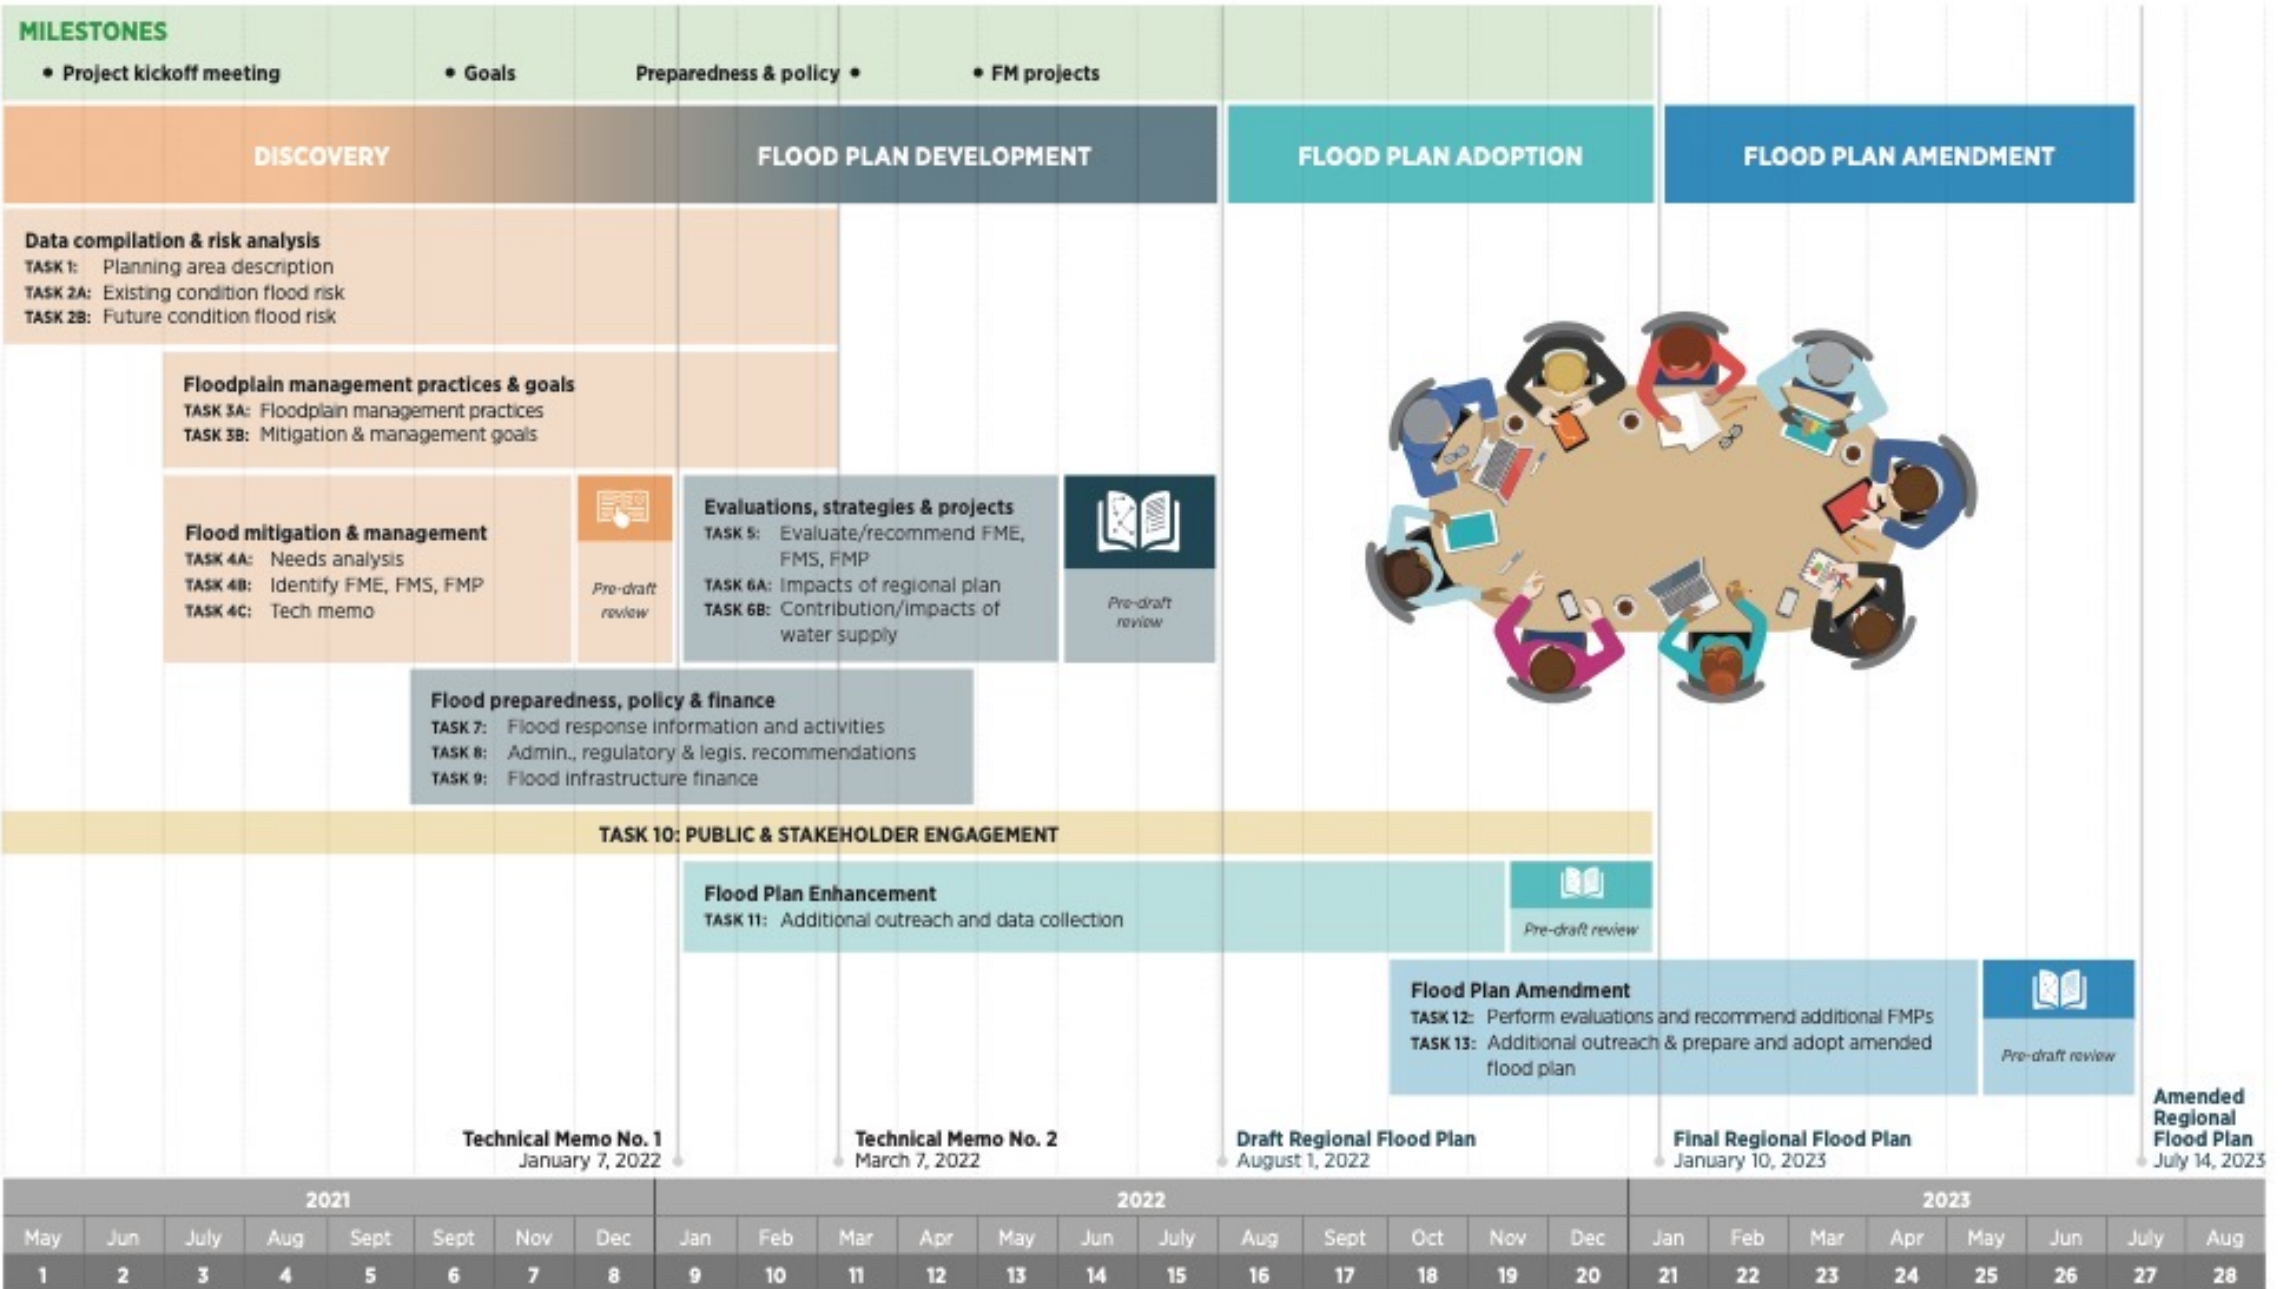 MILESTONES
• Project kickoff meeting
• Goals
Preparedness & policy •
• FM projects
DISCOVERY
FLOOD PLAN DEVELOPMENT
FLOOD PLAN ADOPTION
FLOOD PLAN AMENDMENT
Data compilation & risk analysis
TASK 1: Planning area description
TASK 2A: Existing condition flood risk
TASK 2B: Future condition flood risk
Floodplain management practices & goals
TASK 3A: Floodplain management practices
TASK 3B: Mitigation & management goals
Flood mitigation & management
TASK 4A: Needs analysis
TASK 4B: Identify FME, FMS, FMP
TASK 4C: Tech memo
Pre-draft
review
Evaluations, strategies & projects
TASK 5: Evaluate/recommend FME,
FMS, FMP
TASK 6A: Impacts of regional plan
TASK 6B: Contribution/impacts of
water supply
Pre-draft
review
Flood preparedness, policy & finance
TASK 7: Flood response information and activities
TASK 8: Admin., regulatory & legis. recommendations
TASK 9: Flood infrastructure finance
TASK 10: PUBLIC & STAKEHOLDER ENGAGEMENT
Flood Plan Enhancement
TASK 11: Additional outreach and data collection
Pre-draft review
Flood Plan Amendment
TASK 12: Perform evaluations and recommend additional FMPs
TASK 13: Additional outreach & prepare and adopt amended
flood plan
Pre-draft review
Technical Memo No. 1
January 7, 2022
Technical Memo No. 2
March 7, 2022
Draft Regional Flood Plan
August 1, 2022
Final Regional Flood Plan
January 10, 2023
Amended
Regional
Flood Plan
July 14, 2023
2021 2022 2023
May Jun July Aug Sept Sept Nov Dec Jan Feb Mar Apr May Jun July Aug Sept Oct Nov Dec Jan Feb Mar Apr May Jun July Aug
1 2 3 4 5 6 7 8 9 10 11 12 13 14 15 16 17 18 19 20 21 22 23 24 25 26 27 28